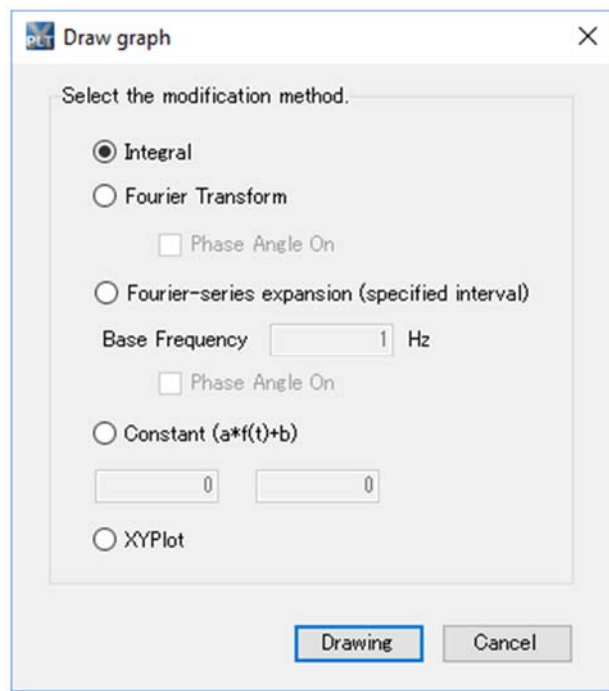 PLT Draw graph
Select the modification method.
Integral
Fourier Transform
Phase Angle On
Fourier-series expansion (specified interval)
Base Frequency 1 Hz
Phase Angle On
Constant (a*f(t)+b)
0 0
XYPlot
Drawing Cancel